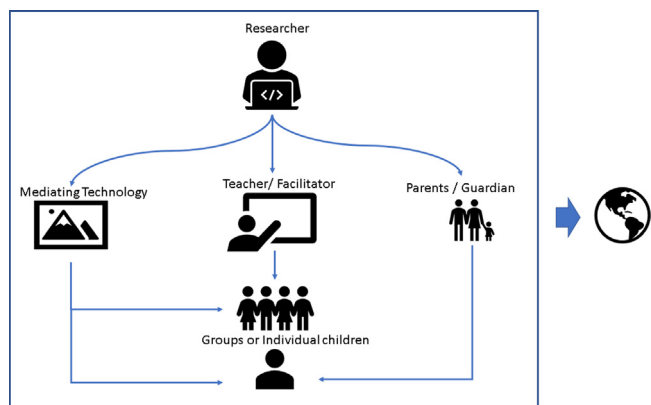 Researcher
</>
Mediating Technology
Teacher/ Facilitator
Parents / Guardian
Groups or Individual children